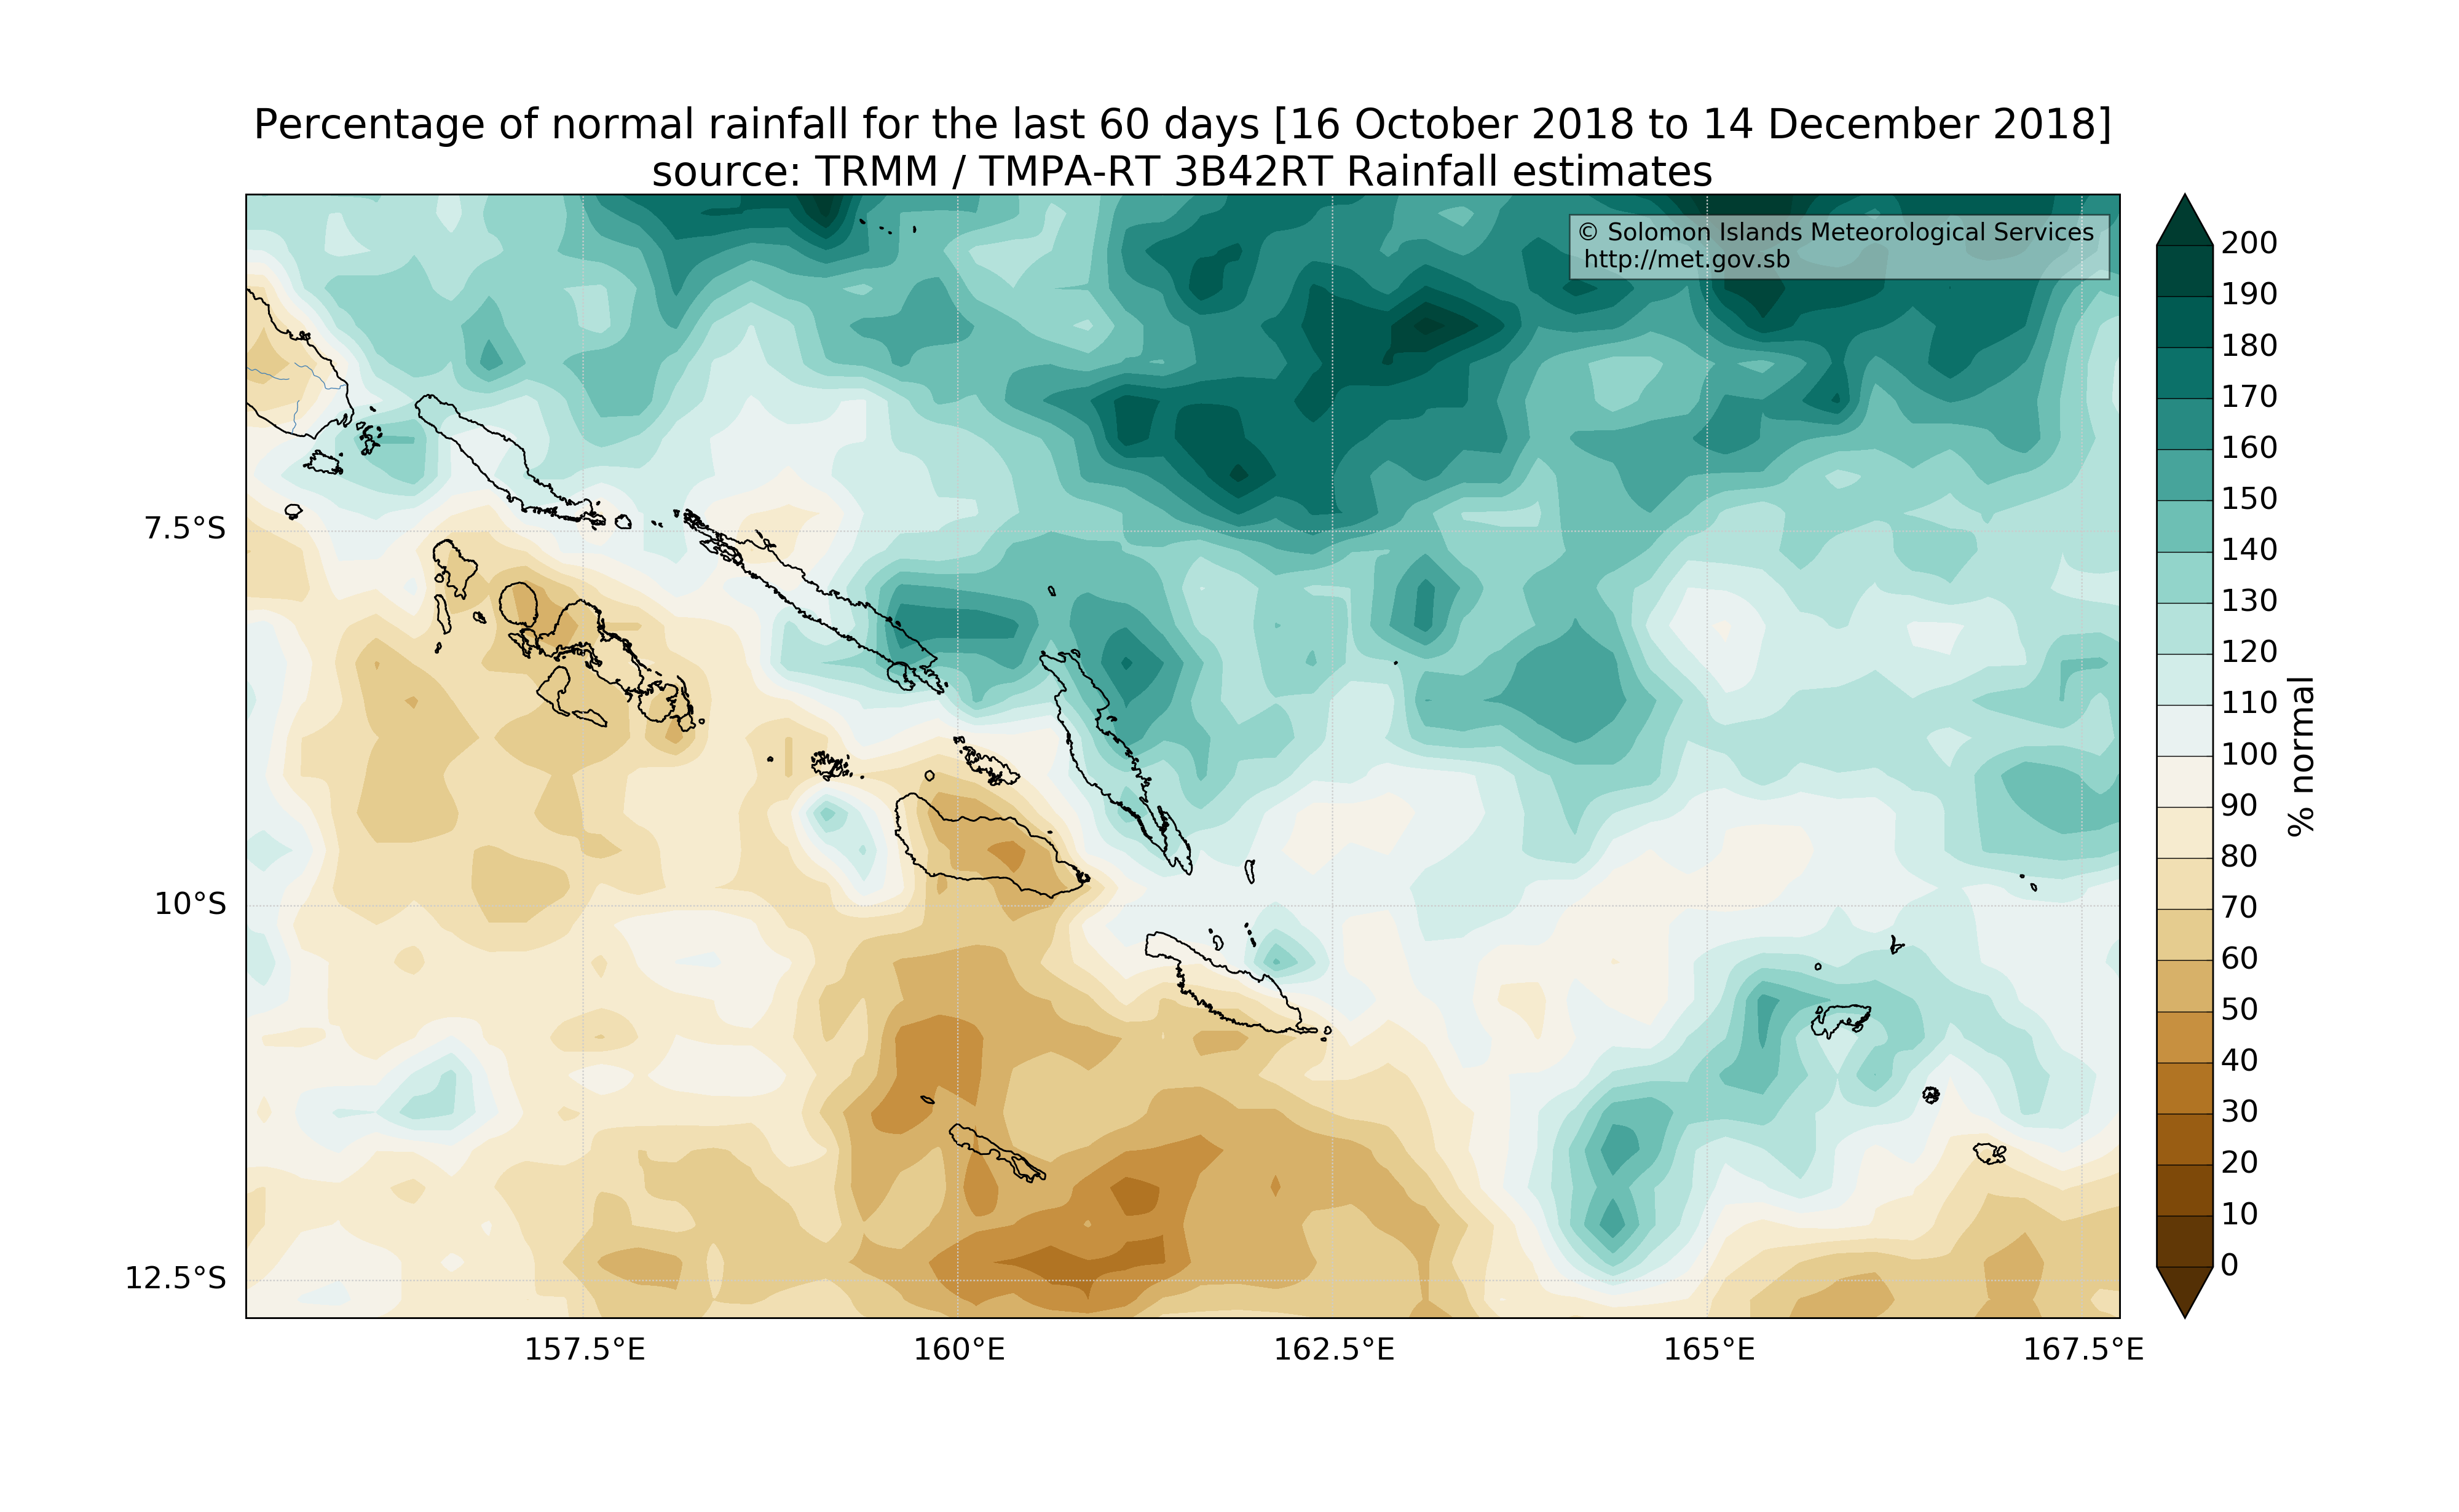 Percentage of normal rainfall for the last 60 days [16 October 2018 to 14 December 2018]
source: TRMM / TMPA-RT 3B42RT Rainfall estimates
© Solomon Islands Meteorological Services
http://met.gov.sb
7.5°S
10°S
12.5°S
157.5°E
160°E
162.5°E
165°E
167.5°E
200
190
180
170
160
150
140
130
120
110
100
90
80
70
60
50
40
30
20
10
0
% normal